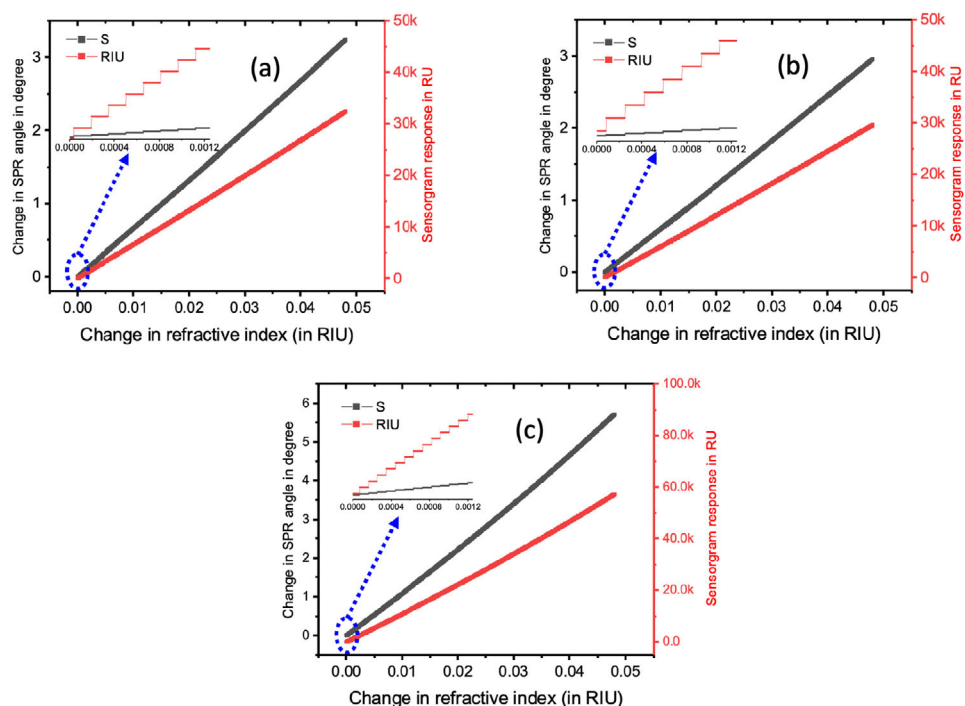 50k
S
RIU
(a)
3
40k
Change in SPR angle in degree
30k
Sensorgram response in RU
2
0.0000 0.0004 0.0008 0.0012
20k
1
10k
0
0
0.00 0.01 0.02 0.03 0.04 0.05
Change in refractive index (in RIU)
50k
S
RIU
(b)
3
40k
Change in SPR angle in degree
30k
Sensorgram response in RU
2
0.0000 0.0004 0.0008 0.0012
20k
1
10k
0
0
0.00 0.01 0.02 0.03 0.04 0.05
Change in refractive index (in RIU)
100.0k
6
S
RIU
(c)
5
80.0k
Change in SPR angle in degree
4
60.0k
Sensorgram response in RU
0.0000 0.0004 0.0008 0.0012
3
40.0k
2
20.0k
1
0
0.0
0.00 0.01 0.02 0.03 0.04 0.05
Change in refractive index (in RIU)